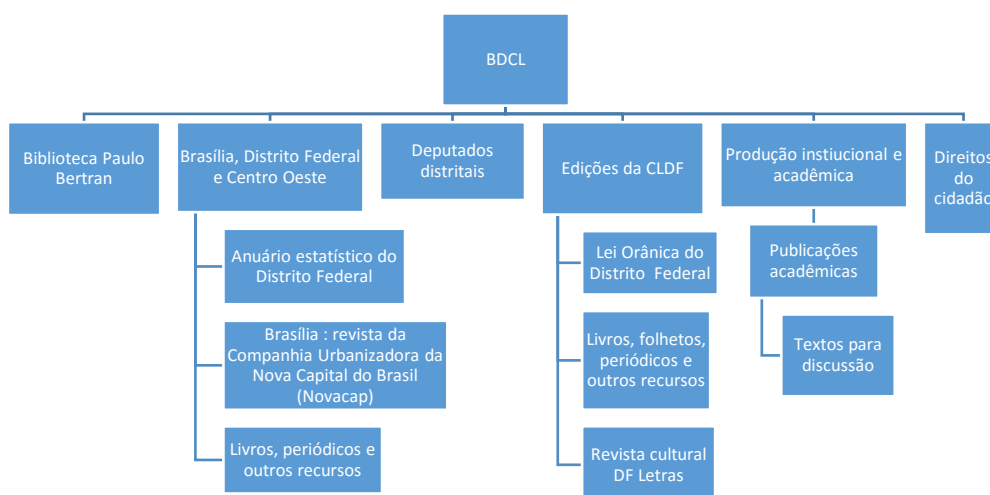 BDCL
Biblioteca Paulo
Bertran
Brasília, Distrito Federal
e Centro Oeste
Anuário estatístico do
Distrito Federal
Brasília : revista da
Companhia Urbanizadora da
Nova Capital do Brasil
(Novacap)
Livros, periódicos e
outros recursos
Deputados
distritais
Edições da CLDF
Lei Orânica do
Distrito Federal
Livros, folhetos,
periódicos e
outros recursos
Revista cultural
DF Letras
Produção instiucional e
acadêmica
Publicações
acadêmicas
Textos para
discussão
Direitos
do
cidadão